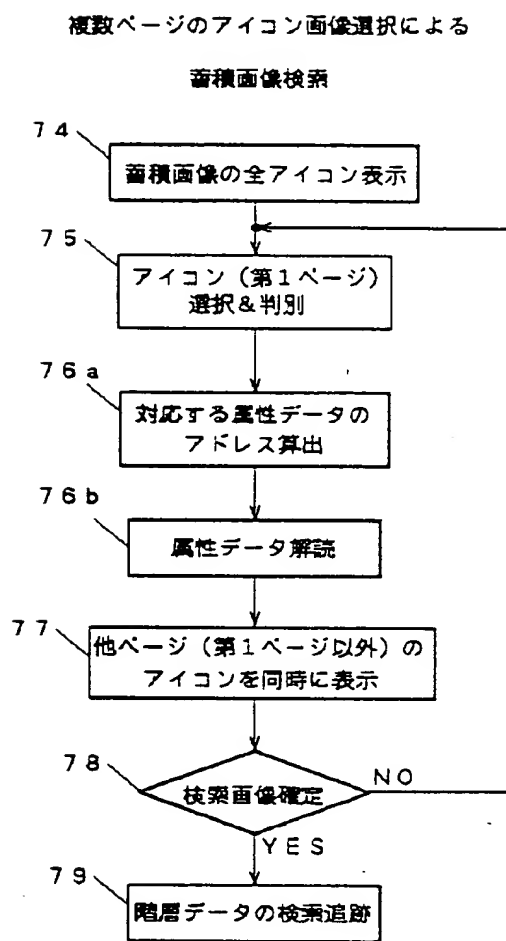 複数ページのアイコン画像選択による
蓄積画像検索
74
蓄積画像の全アイコン表示
75
アイコン（第1ページ）
選択＆判別
76a
対応する属性データの
アドレス算出
76b
属性データ解読
77
他ページ（第1ページ以外）の
アイコンを同時に表示
78
検索画像確定
NO
YES
79
階層データの検索追跡